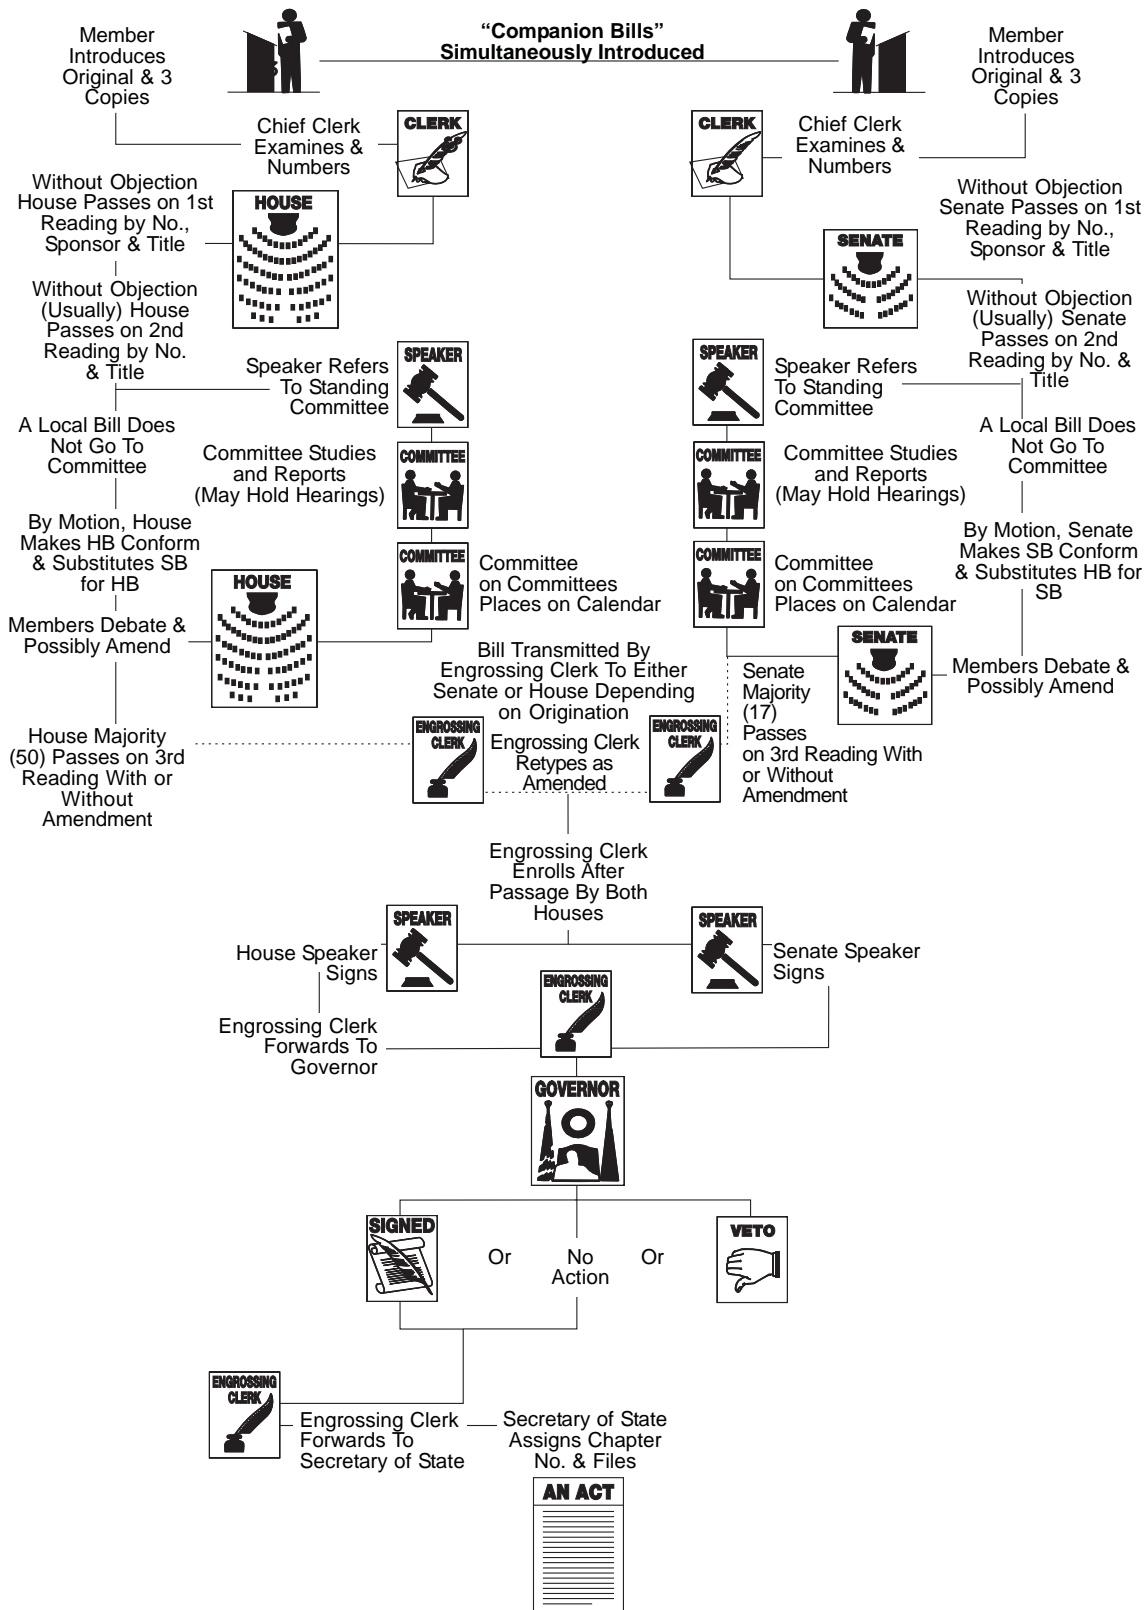 “Companion Bills”
Simultaneously Introduced
Member
Introduces
Original & 3
Copies
Member
Introduces
Original & 3
Copies
Chief Clerk
Examines &
Numbers
CLERK
CLERK
Chief Clerk
Examines &
Numbers
Without Objection
House Passes on 1st
Reading by No.,
Sponsor & Title
HOUSE
Without Objection
Senate Passes on 1st
Reading by No.,
Sponsor & Title
SENATE
Without Objection
(Usually) House
Passes on 2nd
Reading by No.
& Title
Without Objection
(Usually) Senate
Passes on 2nd
Reading by No. &
Title
Speaker Refers
To Standing
Committee
SPEAKER
SPEAKER
Speaker Refers
To Standing
Committee
A Local Bill Does
Not Go To
Committee
A Local Bill Does
Not Go To
Committee
Committee Studies
and Reports
(May Hold Hearings)
COMMITTEE
COMMITTEE
Committee Studies
and Reports
(May Hold Hearings)
By Motion, House
Makes HB Conform
& Substitutes SB
for HB
By Motion, Senate
Makes SB Conform
& Substitutes HB for
SB
HOUSE
COMMITTEE
Committee
on Committees
Places on Calendar
COMMITTEE
Committee
on Committees
Places on Calendar
Members Debate &
Possibly Amend
SENATE
Members Debate &
Possibly Amend
Bill Transmitted By
Engrossing Clerk To Either
Senate or House Depending
on Origination
Senate
Majority
(17)
Passes
on 3rd Reading With
or Without
Amendment
House Majority
(50) Passes on 3rd
Reading With or
Without
Amendment
ENGROSSING
CLERK
Engrossing Clerk
Retypes as
Amended
ENGROSSING
CLERK
Engrossing Clerk
Enrolls After
Passage By Both
Houses
House Speaker
Signs
SPEAKER
SPEAKER
Senate Speaker
Signs
ENGROSSING
CLERK
Engrossing Clerk
Forwards To
Governor
GOVERNOR
SIGNED
Or
No
Action
Or
VETO
ENGROSSING
CLERK
Engrossing Clerk
Forwards To
Secretary of State
Secretary of State
Assigns Chapter
No. & Files
AN ACT